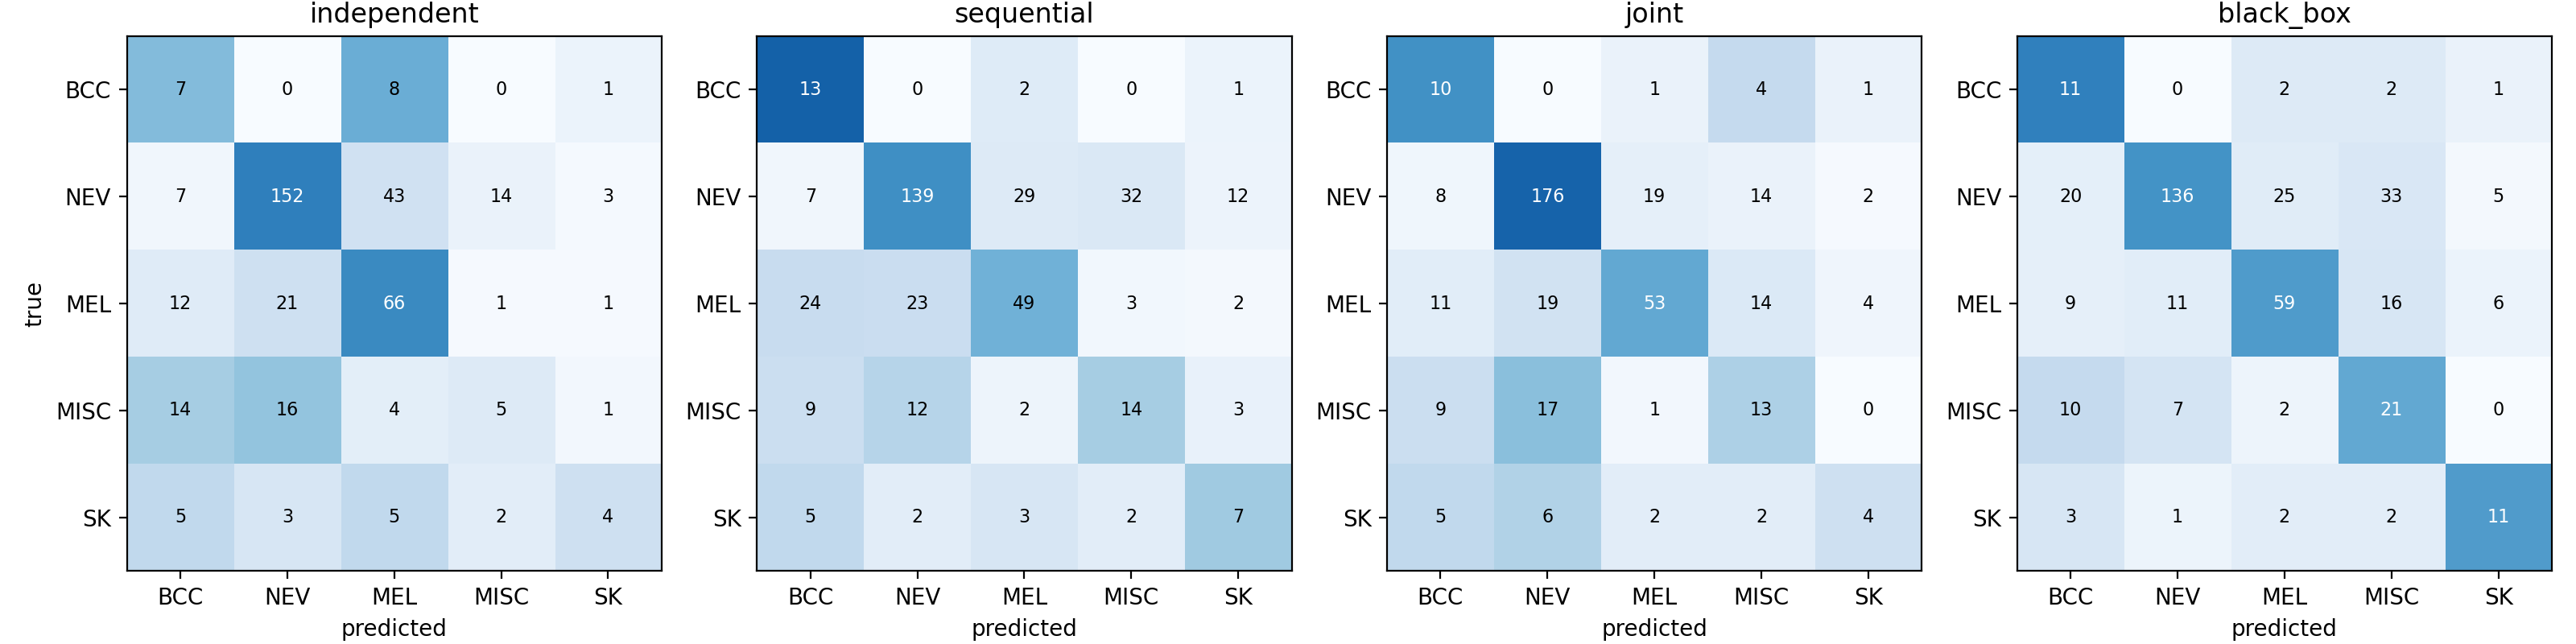 independent
BCC 7 0 8 0 1
NEV 7 152 43 14 3
MEL 12 21 66 1 1
MISC 14 16 4 5 1
SK 5 3 5 2 4
BCC NEV MEL MISC SK
predicted
true
sequential
BCC 13 0 2 0 1
NEV 7 139 29 32 12
MEL 24 23 49 3 2
MISC 9 12 2 14 3
SK 5 2 3 2 7
BCC NEV MEL MISC SK
predicted
joint
BCC 10 0 1 4 1
NEV 8 176 19 14 2
MEL 11 19 53 14 4
MISC 9 17 1 13 0
SK 5 6 2 2 4
BCC NEV MEL MISC SK
predicted
black_box
BCC 11 0 2 2 1
NEV 20 136 25 33 5
MEL 9 11 59 16 6
MISC 10 7 2 21 0
SK 3 1 2 2 11
BCC NEV MEL MISC SK
predicted